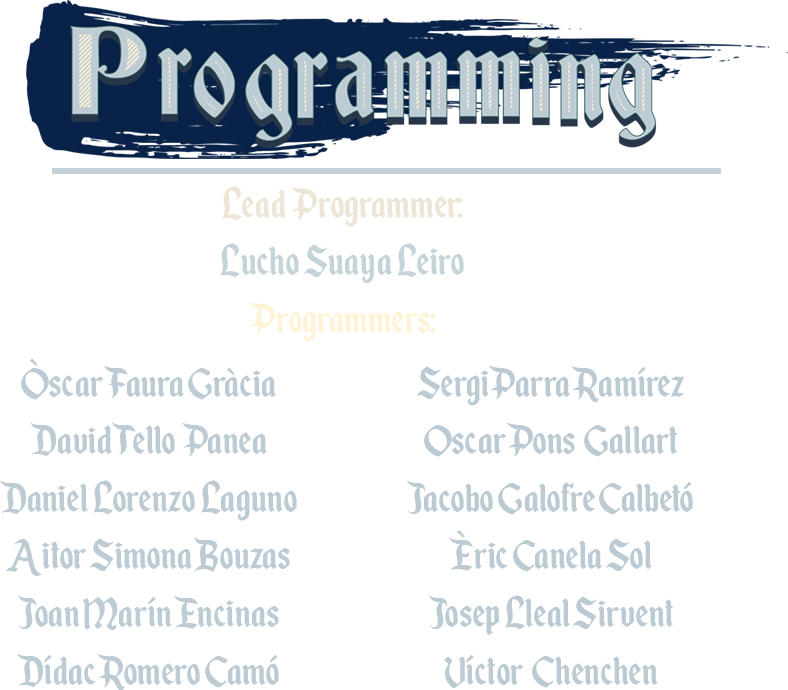 Programming
Lead Programmer:
Lucho Suaya Leiro
Programmers:
Òscar Faura Gràcia
Sergi Parra Ramírez
David Tello Panea
Oscar Pons Gallart
Daniel Lorenzo Laguno
Jacobo Galofre Calbetó
Aitor Simona Bouzas
Èric Canela Sol
Joan Marín Encinas
Josep Lleal Sirvent
Dídac Romero Camó
Víctor Chenchen